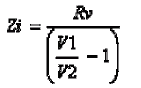 Zi = Rv / (V1 / V2 − 1)